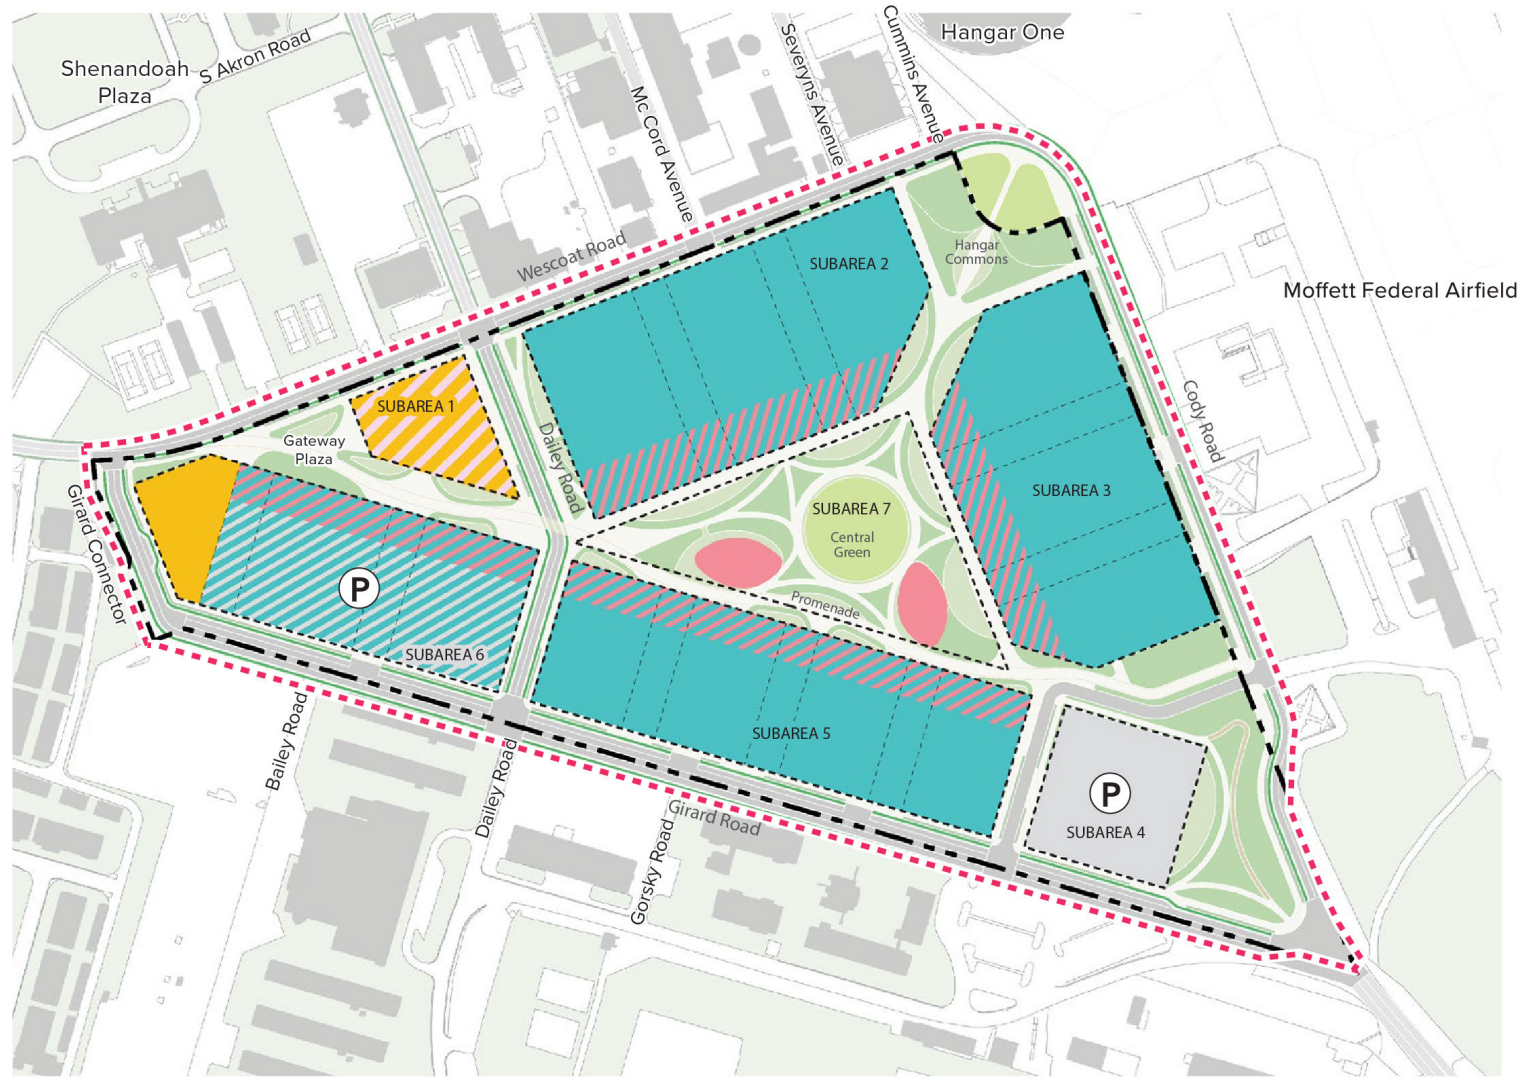 Hangar One
Shenandoah
Plaza
S Akron Road
Mc Cord Avenue
Severyns Avenue
Cummins Avenue
Wescoat Road
Hangar
Commons
SUBAREA 2
Moffett Federal Airfield
SUBAREA 1
Gateway
Plaza
Dailey Road
Cody Road
SUBAREA 3
SUBAREA 7
Central
Green
Girard Connector
P
Promenade
SUBAREA 6
SUBAREA 5
Bailey Road
Dailey Road
Girard Road
Gorsky Road
P
SUBAREA 4